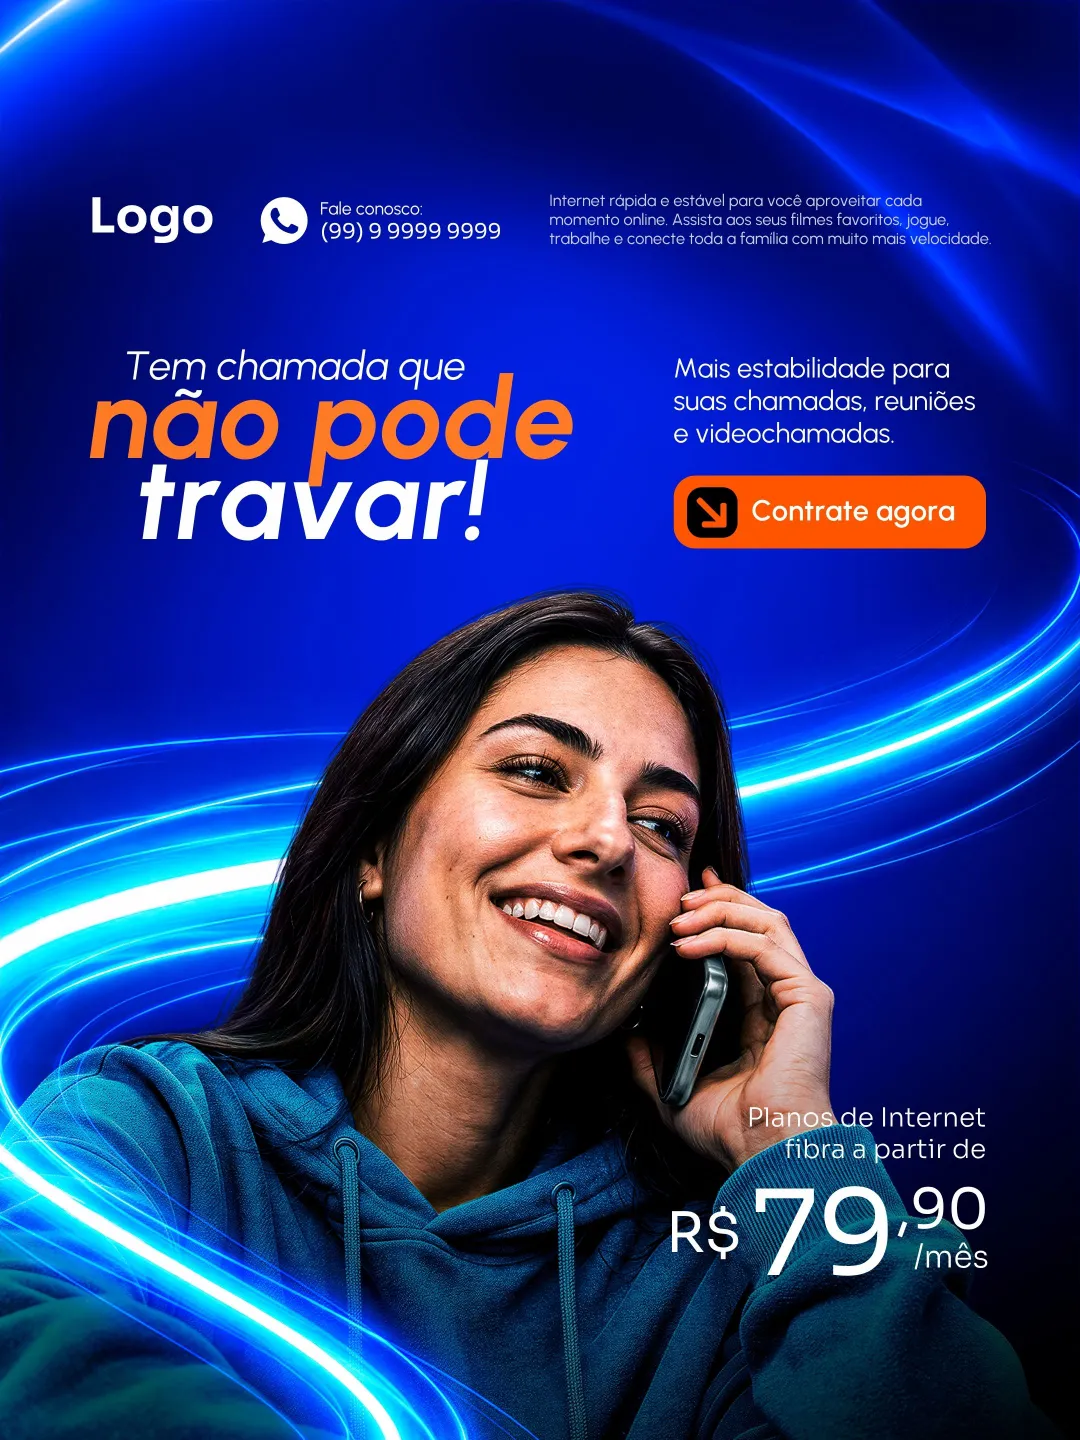 Logo
Fale conosco:
(99) 9 9999 9999
Internet rápida e estável para você aproveitar cada
momento online. Assista aos seus filmes favoritos, jogue,
trabalhe e conecte toda a família com muito mais velocidade.
Tem chamada que
não pode
travar!
Mais estabilidade para
suas chamadas, reuniões
e videochamadas.
Contrate agora
Planos de Internet
fibra a partir de
R$ 79,90
/mês